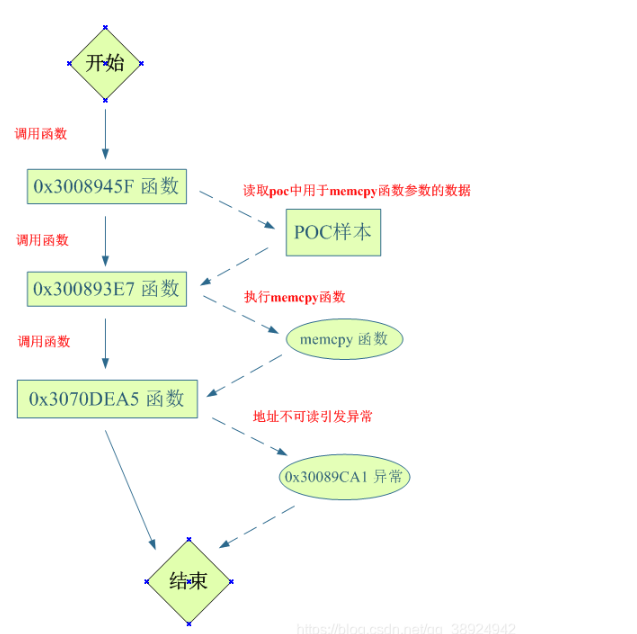 开始
调用函数
0x3008945F 函数
读取poc中用于memcpy函数参数的数据
POC样本
调用函数
0x300893E7 函数
执行memcpy函数
memcpy 函数
调用函数
0x3070DEA5 函数
地址不可读引发异常
0x30089CA1 异常
结束
https://blog.csdn.net/qq_38924942